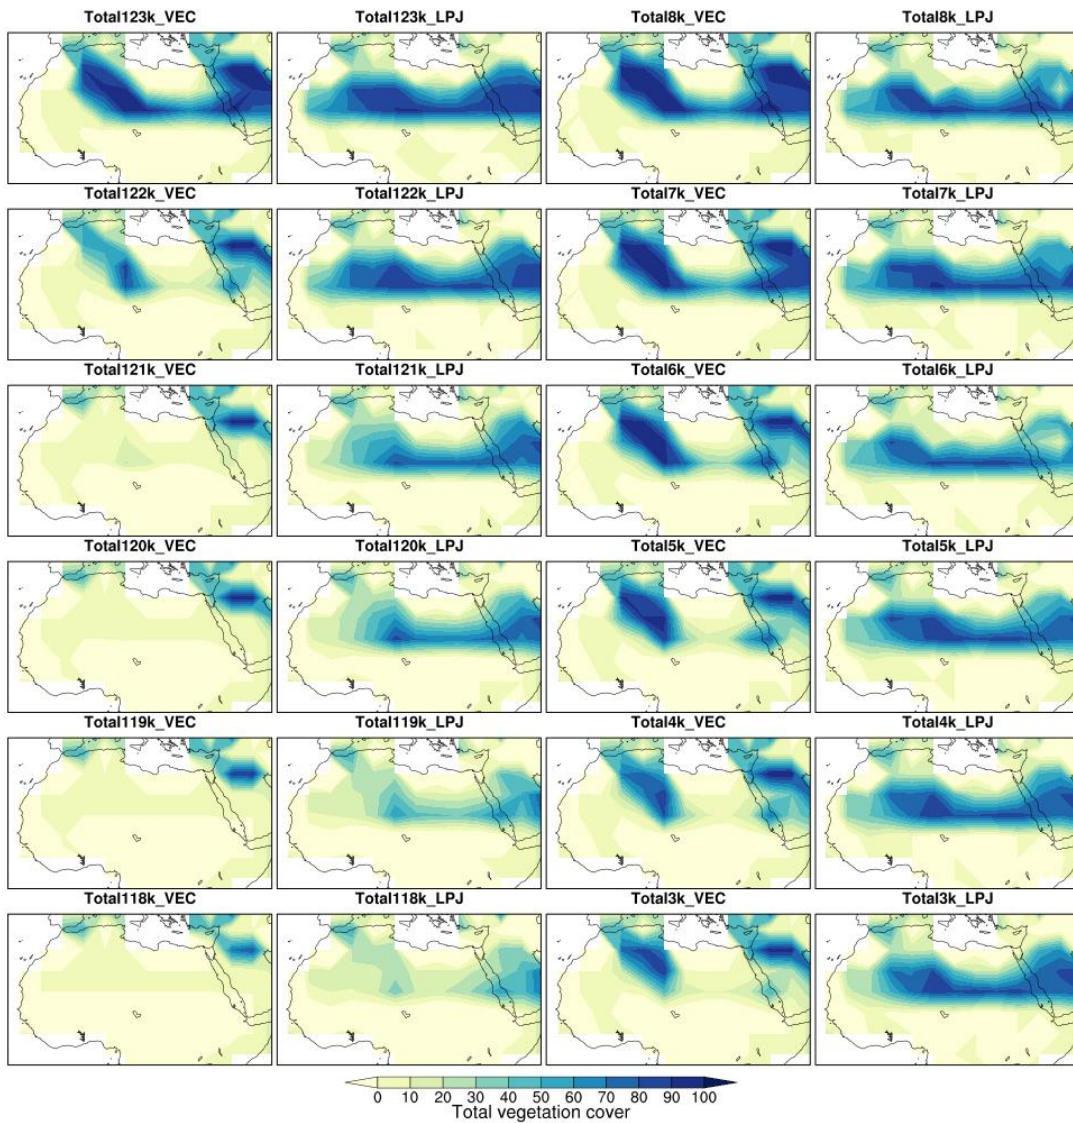 Total123k_VEC Total123k_LPJ Total8k_VEC Total8k_LPJ
Total122k_VEC Total122k_LPJ Total7k_VEC Total7k_LPJ
Total121k_VEC Total121k_LPJ Total6k_VEC Total6k_LPJ
Total120k_VEC Total120k_LPJ Total5k_VEC Total5k_LPJ
Total119k_VEC Total119k_LPJ Total4k_VEC Total4k_LPJ
Total118k_VEC Total118k_LPJ Total3k_VEC Total3k_LPJ
0 10 20 30 40 50 60 70 80 90 100
Total vegetation cover